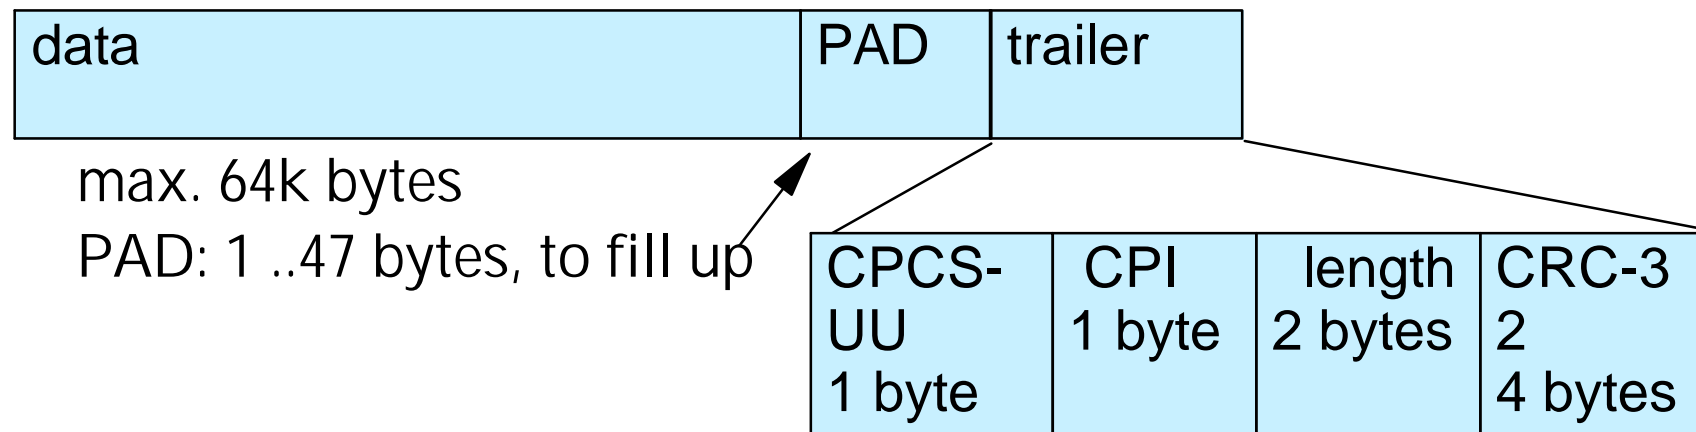 data
PAD
trailer
max. 64k bytes
PAD: 1 ..47 bytes, to fill up
CPCS-
UU
1 byte
CPI
1 byte
length
2 bytes
CRC-3
2
4 bytes